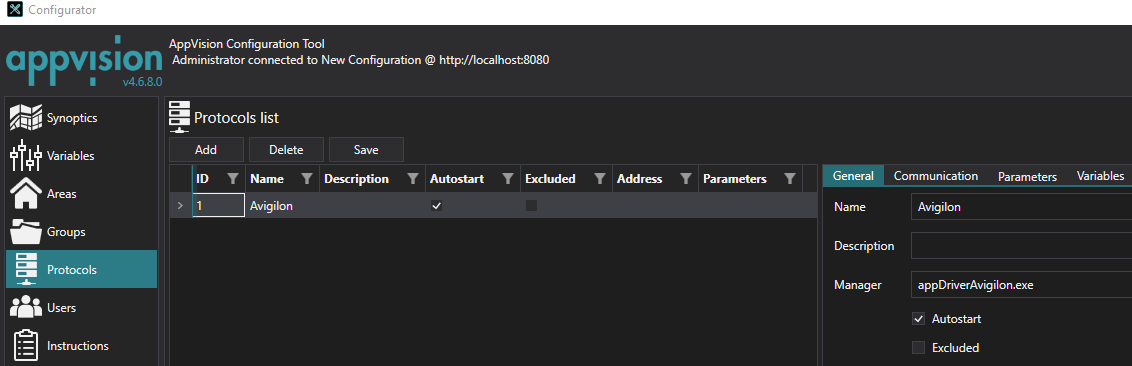 Configurator
appvision
v4.6.8.0
AppVision Configuration Tool
Administrator connected to New Configuration @ http://localhost:8080
Synoptics
Variables
Areas
Groups
Protocols
Users
Instructions
Protocols list
Add Delete Save
ID Name Description Autostart Excluded Address Parameters
1 Avigilon
General Communication Parameters Variables
Name Avigilon
Description
Manager appDriverAvigilon.exe
Autostart
Excluded